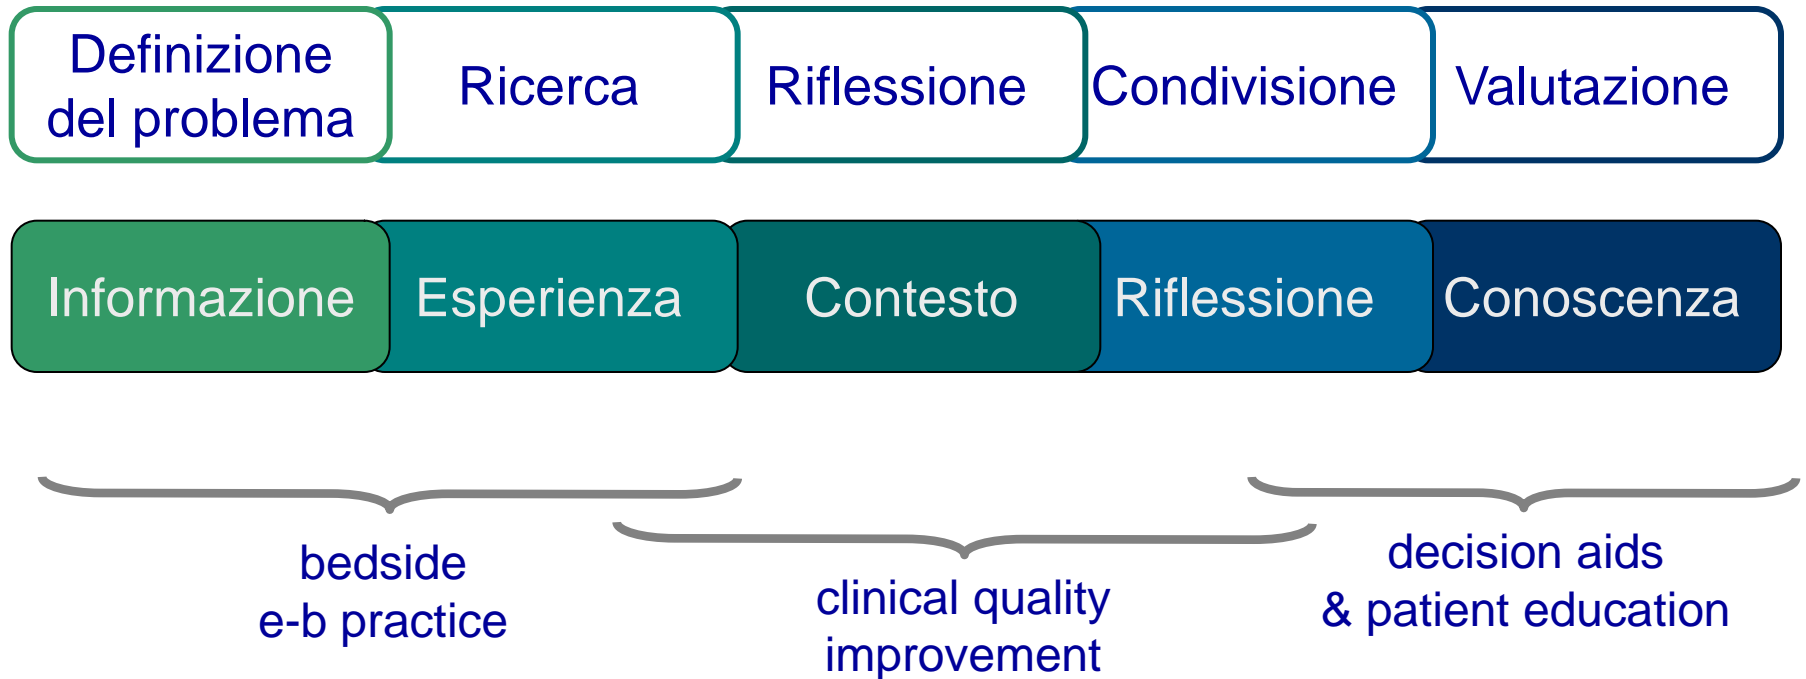 Definizione
del problema
Ricerca
Riflessione
Condivisione
Valutazione
Informazione
Esperienza
Contesto
Riflessione
Conoscenza
bedside
e-b practice
clinical quality
improvement
decision aids
& patient education